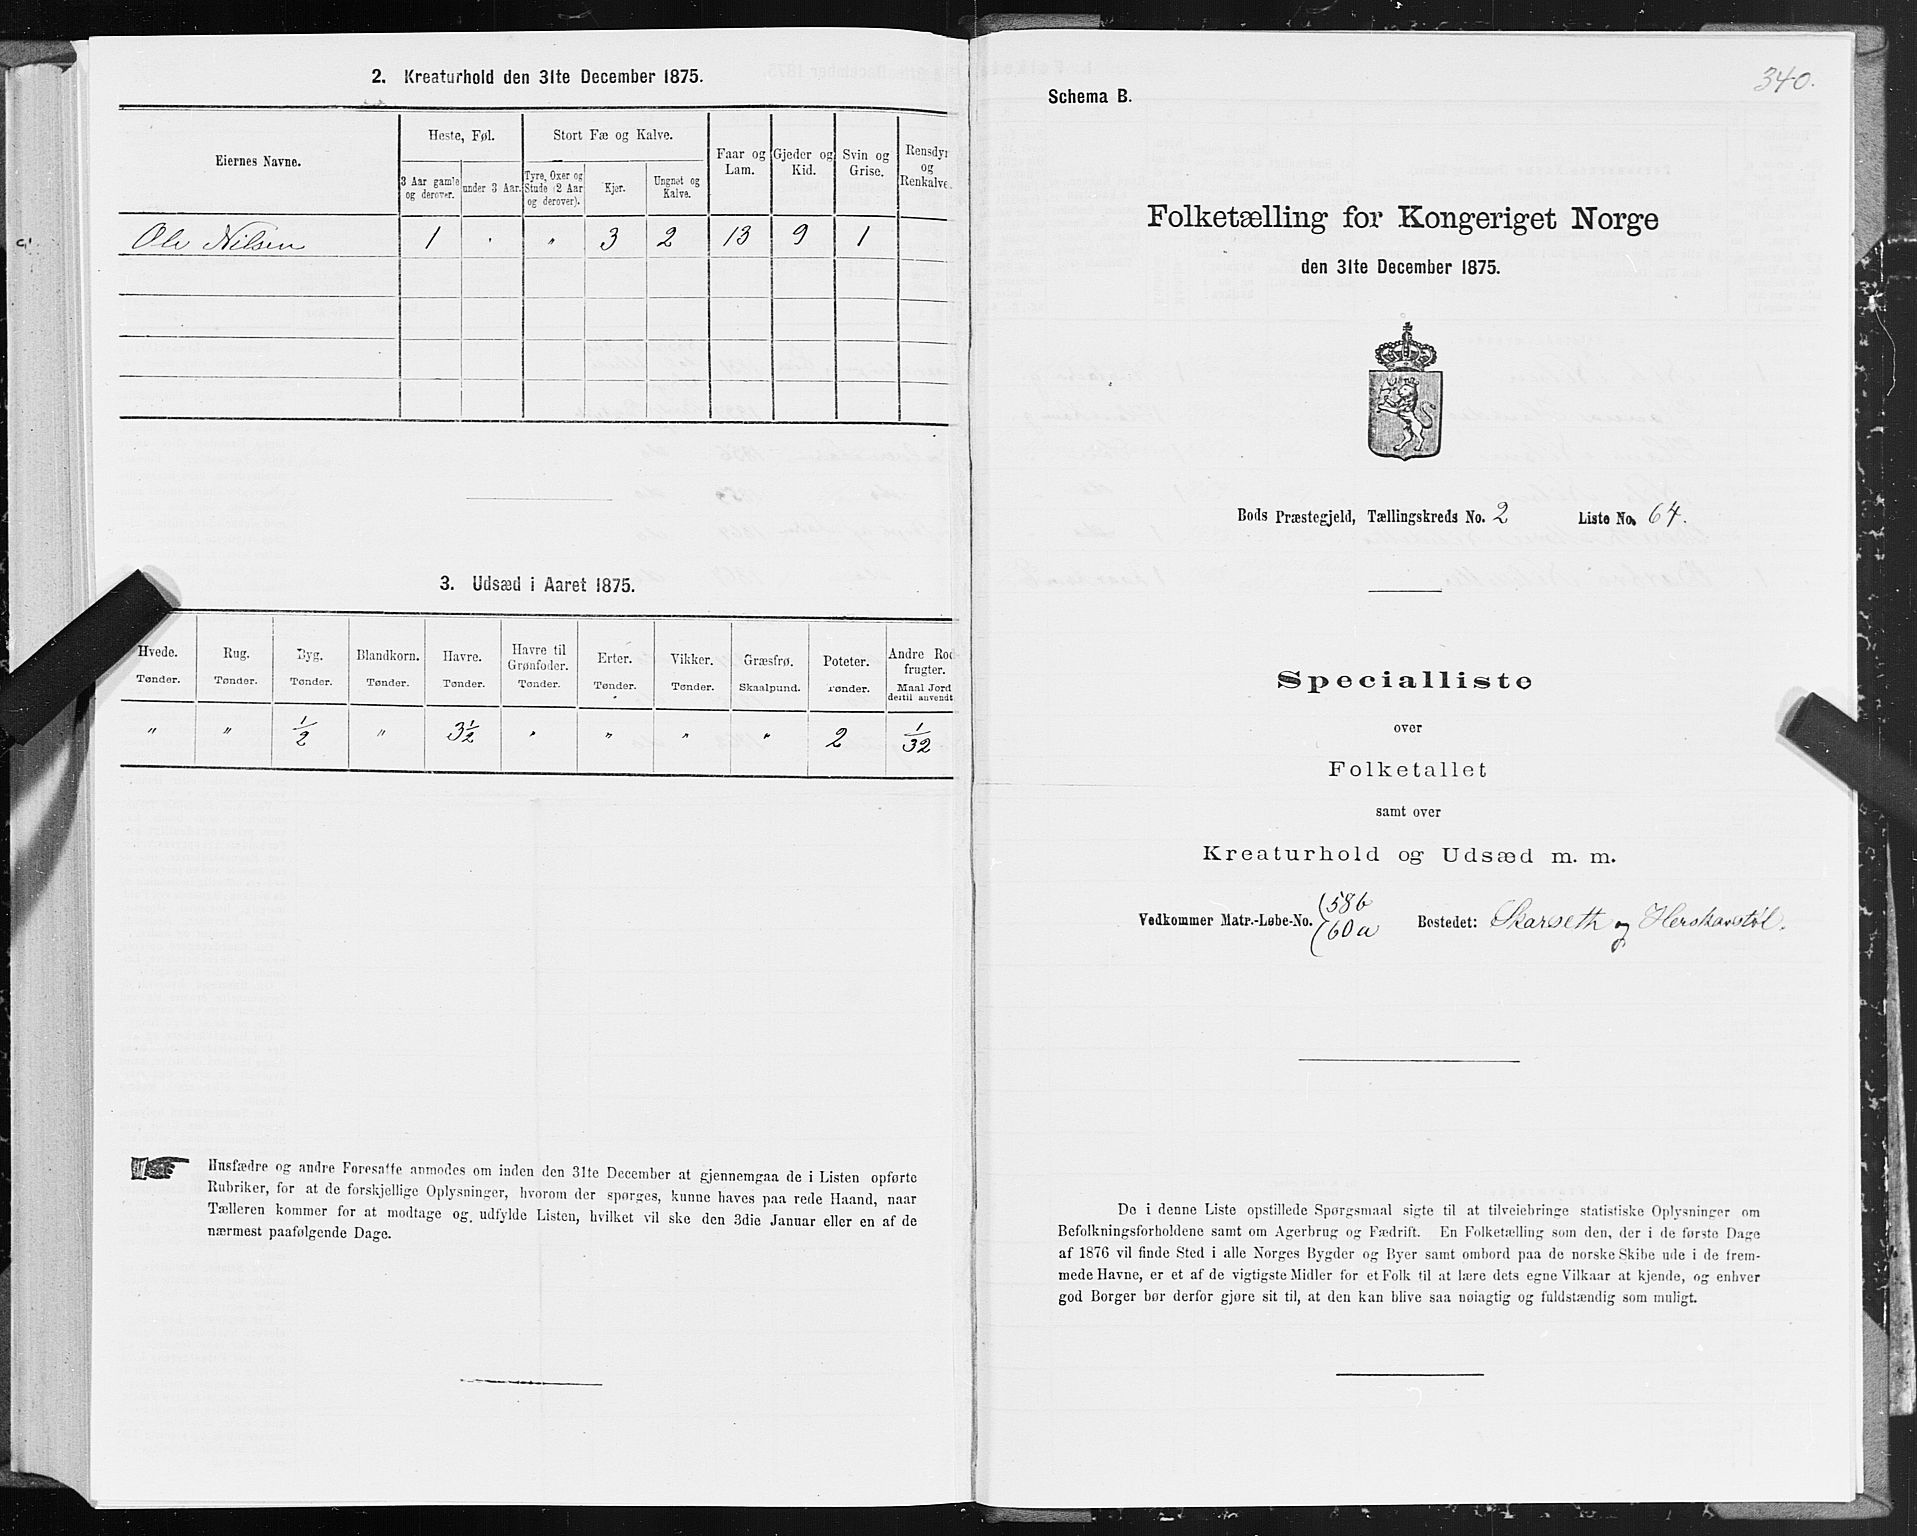 2. Kreaturhold den 31te December 1875.
Eiernes Navne.
Heste, Føl.
Stort Fæ og Kalve.
Faar og Lam.
Gjeder og Kid.
Svin og Grise.
Rensdyr og Renkalve.
3 Aar gamle og derover.
under 3 Aar.
Tyre, Oxer og Stude (2 Aar og derover).
Kjør.
Ungnøt og Kalve.
Ole Nilsen 1 . " 3 2 13 9 1
3. Udsæd i Aaret 1875.
Hvede. Rug. Byg. Blandkorn. Havre. Havre til Grønfoder. Erter. Vikker. Græsfrø. Poteter. Andre Rodfrugter.
Tønder. Tønder. Tønder. Tønder. Tønder. Tønder. Tønder. Tønder. Skaalpund. Tønder. Maal Jord dertil anvendt.
" " 1/2 " 3 1/2 " " " " 2 1/32
Husfædre og andre Foresatte anmodes om inden den 31te December at gjennemgaa de i Listen opførte
Rubriker, for at de forskjellige Oplysninger, hvorom der spørges, kunne haves paa rede Haand, naar
Tælleren kommer for at modtage og udfylde Listen, hvilket vil ske den 3die Januar eller en af de
nærmest paafølgende Dage.
340.
Schema B.
Folketælling for Kongeriget Norge
den 31te December 1875.
Bods Præstegjeld, Tællingskreds No. 2 Liste No. 64.
Specialliste
over
Folketallet
samt over
Kreaturhold og Udsæd m. m.
Vedkommer Matr.-Løbe-No. (58b (60a Bostedet: Skarseth og Herskavstøl.
De i denne Liste opstillede Spørgsmaal sigte til at tilveiebringe statistiske Oplysninger om
Befolkningsforholdene samt om Agerbrug og Fædrift. En Folketælling som den, der i de første Dage
af 1876 vil finde Sted i alle Norges Bygder og Byer samt ombord paa de norske Skibe ude i de frem-
mede Havne, er et af de vigtigste Midler for et Folk til at lære dets egne Vilkaar at kjende, og enhver
god Borger bør derfor gjøre sit til, at den kan blive saa nøiagtig og fuldstændig som muligt.